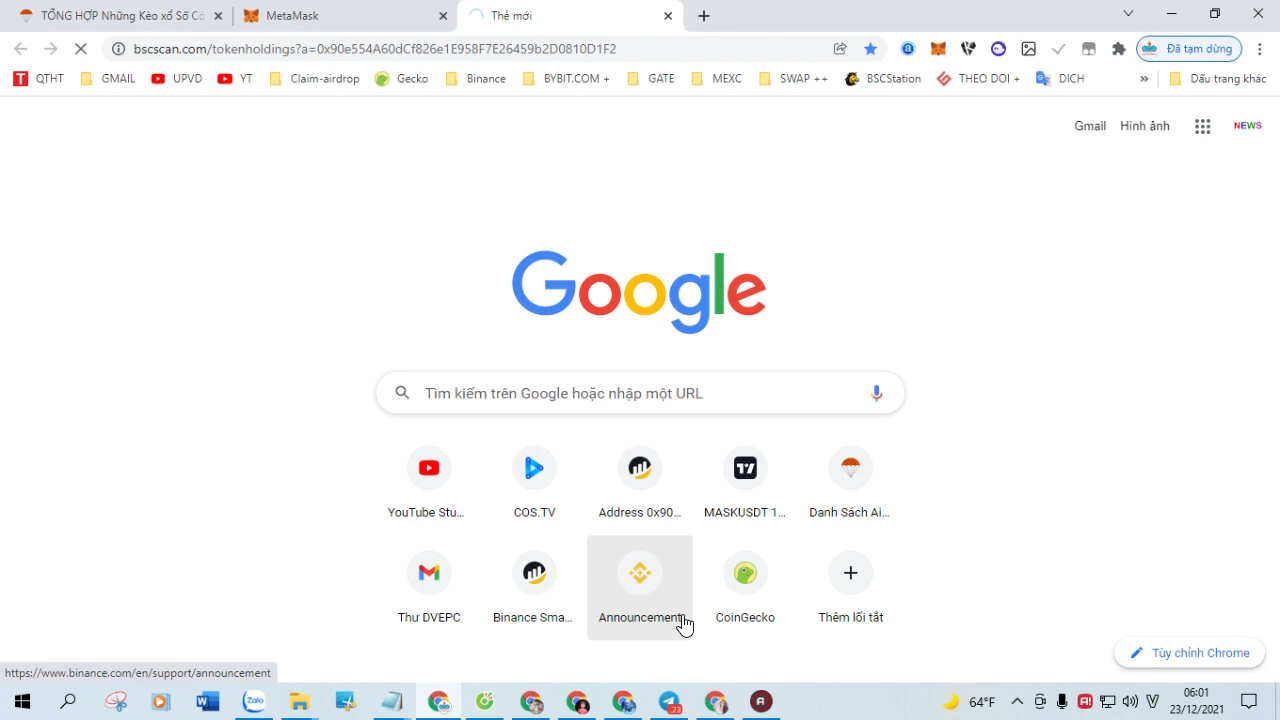 TỔNG HỢP Những Kèo xổ Số Có
MetaMask
Thẻ mới
bscscan.com/tokenholdings?a=0x90e554A60dCf826e1E958F7E26459b2D0810D1F2
Đã tạm dừng
QTHT
GMAIL
UPVD
YT
Claim-airdrop
Gecko
Binance
BYBIT.COM +
GATE
MEXC
SWAP ++
BSCStation
THEO DOI +
DICH
»
Dấu trang khác
Gmail
Hình ảnh
NEWS
Google
Tìm kiếm trên Google hoặc nhập một URL
YouTube Stu...
COS.TV
Address 0x90...
MASKUSDT 1...
Danh Sách Ai...
Thư DVEPC
Binance Sma...
Announcement
CoinGecko
Thêm lối tắt
Tùy chỉnh Chrome
https://www.binance.com/en/support/announcement
Zalo
23
64°F
06:01
23/12/2021